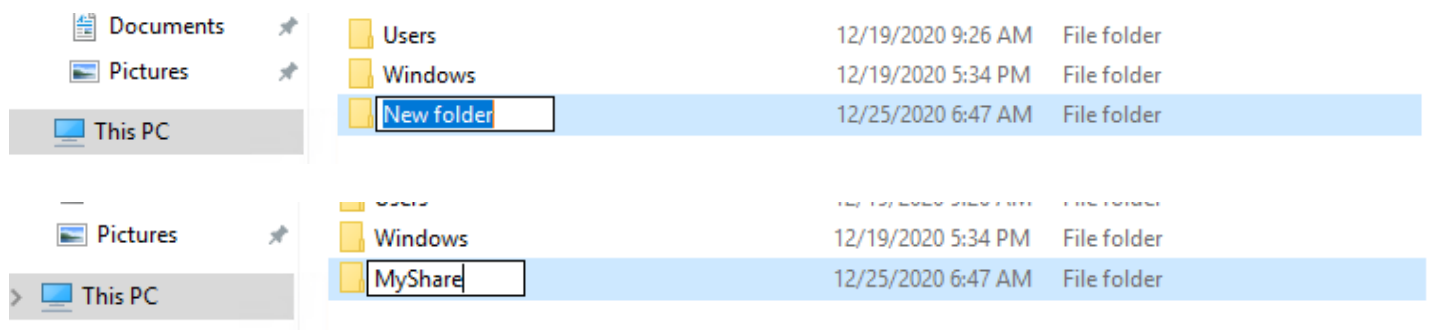 Documents
Users 12/19/2020 9:26 AM File folder
Pictures
Windows 12/19/2020 5:34 PM File folder
New folder 12/25/2020 6:47 AM File folder
This PC
Pictures
Windows 12/19/2020 5:34 PM File folder
MyShare 12/25/2020 6:47 AM File folder
This PC